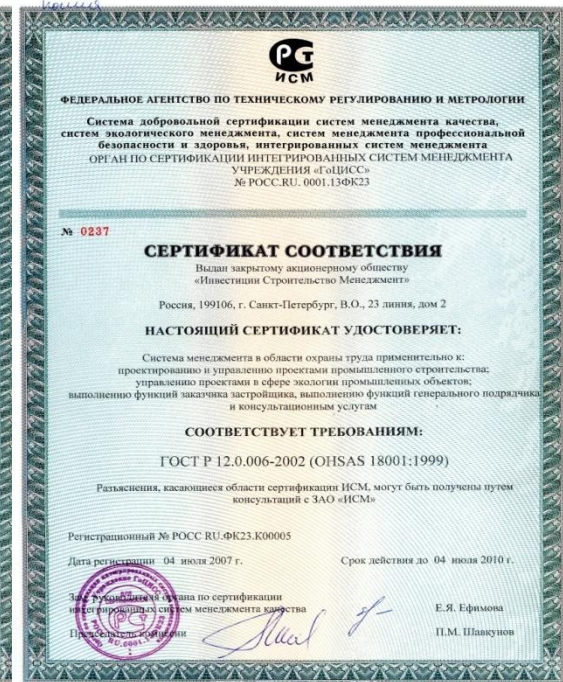 Копия
РСТ
ИСМ
ФЕДЕРАЛЬНОЕ АГЕНТСТВО ПО ТЕХНИЧЕСКОМУ РЕГУЛИРОВАНИЮ И МЕТРОЛОГИИ
Система добровольной сертификации систем менеджмента качества,
систем экологического менеджмента, систем менеджмента профессиональной
безопасности и здоровья, интегрированных систем менеджмента
ОРГАН ПО СЕРТИФИКАЦИИ ИНТЕГРИРОВАННЫХ СИСТЕМ МЕНЕДЖМЕНТА
УЧРЕЖДЕНИЯ «ГоЦИСС»
№ РОСС.RU. 0001.13ФК23
№ 0237
СЕРТИФИКАТ СООТВЕТСТВИЯ
Выдан закрытому акционерному обществу
«Инвестиции Строительство Менеджмент»
Россия, 199106, г. Санкт-Петербург, В.О., 23 линия, дом 2
НАСТОЯЩИЙ СЕРТИФИКАТ УДОСТОВЕРЯЕТ:
Система менеджмента в области охраны труда применительно к:
проектированию и управлению проектами промышленного строительства;
управлению проектами в сфере экологии промышленных объектов;
выполнению функций заказчика застройщика, выполнению функций генерального подрядчика
и консультационным услугам
СООТВЕТСТВУЕТ ТРЕБОВАНИЯМ:
ГОСТ Р 12.0.006-2002 (OHSAS 18001:1999)
Разъяснения, касающиеся области сертификации ИСМ, могут быть получены путем
консультаций с ЗАО «ИСМ»
Регистрационный № РОСС RU.ФК23.К00005
Дата регистрации 04 июля 2007 г. Срок действия до 04 июля 2010 г.
Зам. руководителя органа по сертификации
интегрированных систем менеджмента качества Е.Я. Ефимова
Председатель комиссии П.М. Шавкунов